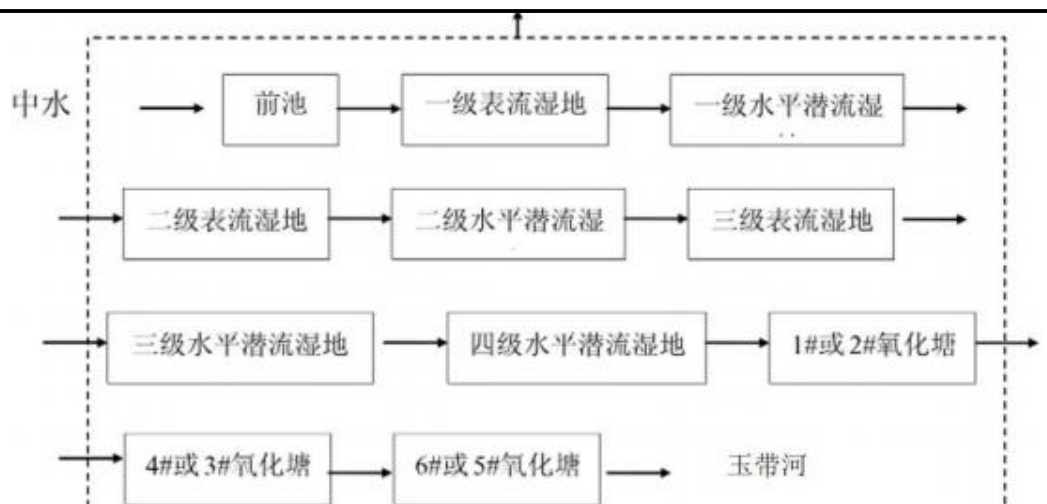 中水 前池 一级表流湿地 一级水平潜流湿
二级表流湿地 二级水平潜流湿 三级表流湿地
三级水平潜流湿地 四级水平潜流湿地 1#或2#氧化塘
4#或3#氧化塘 6#或5#氧化塘 玉带河